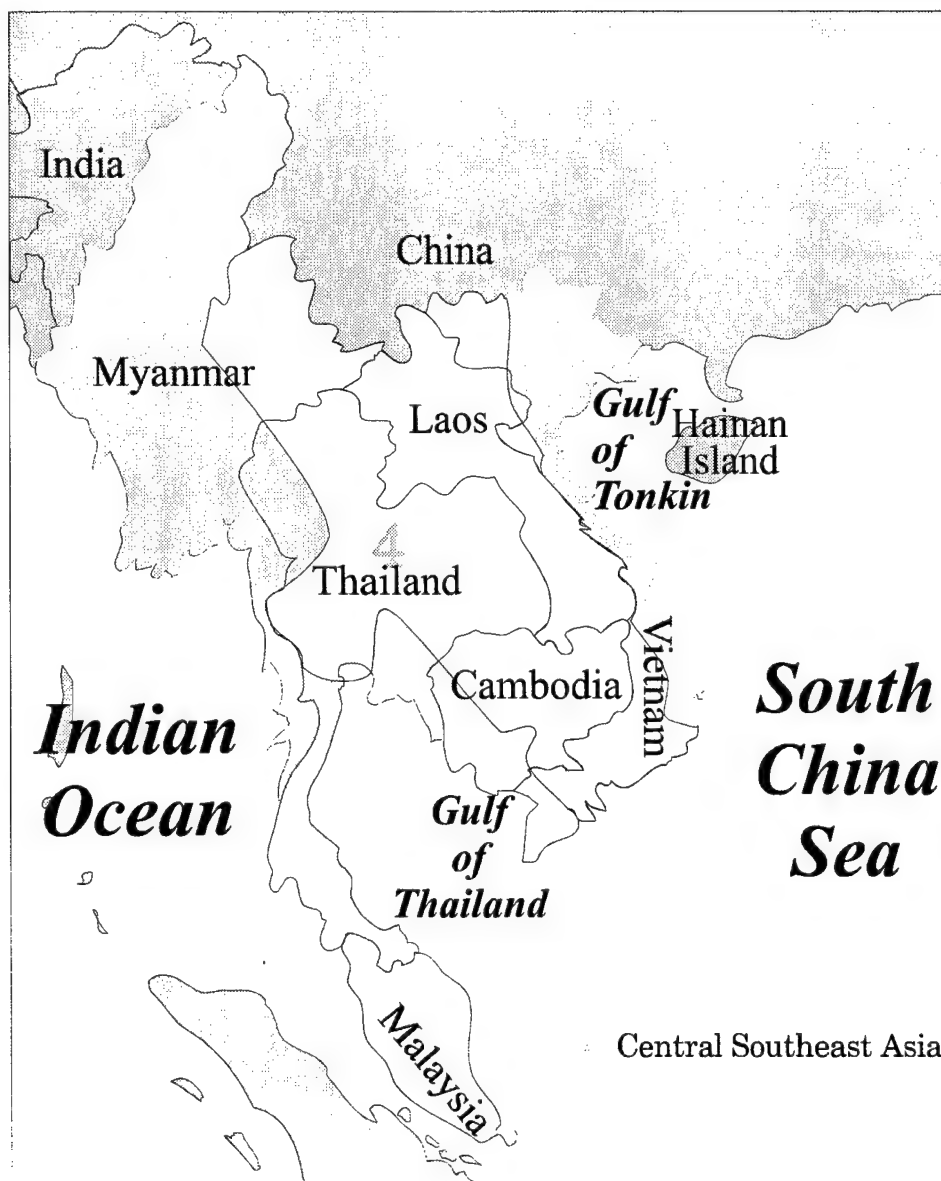 India
China
Myanmar
Laos
Gulf
of
Tonkin
Hainan
Island
4
Thailand
Vietnam
Cambodia
Indian
Ocean
South
China
Sea
Gulf
of
Thailand
Malaysia
Central Southeast Asia